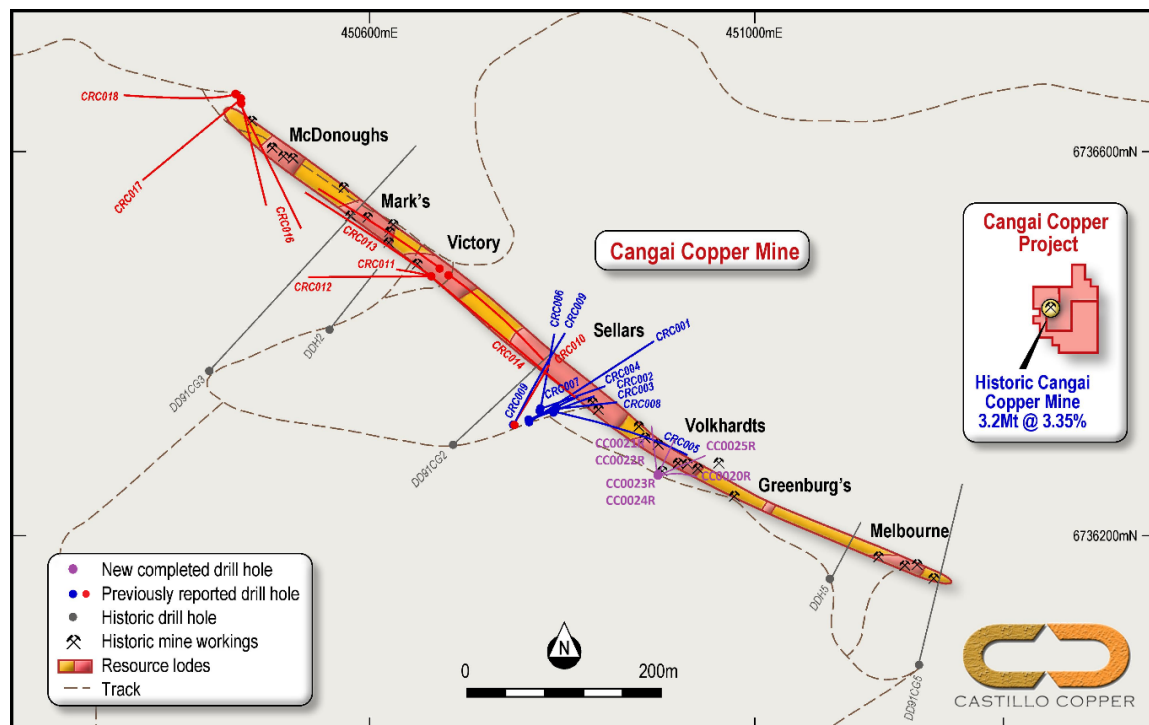 450600mE
451000mE
CRC018
McDonoughs
6736600mN
CRC017
CRC016
Mark's
CRC013
Victory
CRC011
CRC012
Cangai Copper Mine
Cangai Copper
Project
Historic Cangai
Copper Mine
3.2Mt @ 3.35%
CRC006
CRC009
Sellars
CRC001
CRC010
CRC014
DDH2
DD91CG3
CRC004
CRC002
CRC003
CRC007
CRC008
CRC009
DD91CG2
Volkhardts
CRC005
CC0021R
CC0025R
CC0022R
CC0020R
CC0023R
CC0024R
Greenburg's
Melbourne
6736200mN
DDH5
DD91CG5
New completed drill hole
Previously reported drill hole
Historic drill hole
Historic mine workings
Resource lodes
Track
N
0
200m
CASTILLO COPPER